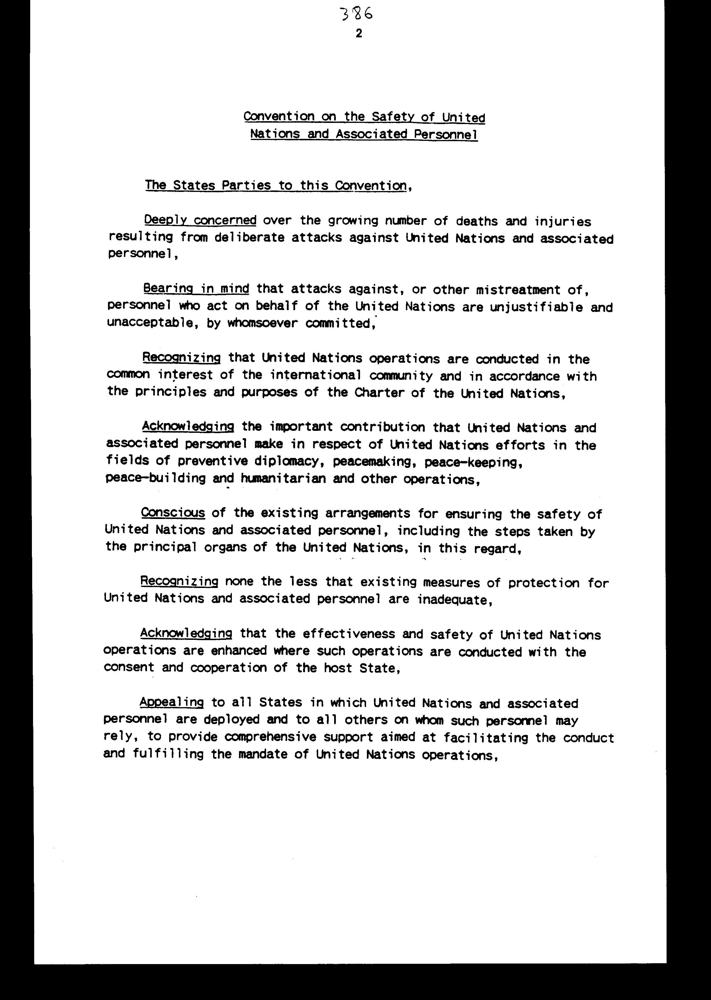 386
2
Convention on the Safety of United
Nations and Associated Personnel
The States Parties to this Convention,
Deeply concerned over the growing number of deaths and injuries
resulting from deliberate attacks against United Nations and associated
personnel,
Bearing in mind that attacks against, or other mistreatment of,
personnel who act on behalf of the United Nations are unjustifiable and
unacceptable, by whomsoever committed,
Recognizing that United Nations operations are conducted in the
common interest of the international community and in accordance with
the principles and purposes of the Charter of the United Nations,
Acknowledging the important contribution that United Nations and
associated personnel make in respect of United Nations efforts in the
fields of preventive diplomacy, peacemaking, peace-keeping,
peace-building and humanitarian and other operations,
Conscious of the existing arrangements for ensuring the safety of
United Nations and associated personnel, including the steps taken by
the principal organs of the United Nations, in this regard,
Recognizing none the less that existing measures of protection for
United Nations and associated personnel are inadequate,
Acknowledging that the effectiveness and safety of United Nations
operations are enhanced where such operations are conducted with the
consent and cooperation of the host State,
Appealing to all States in which United Nations and associated
personnel are deployed and to all others on whom such personnel may
rely, to provide comprehensive support aimed at facilitating the conduct
and fulfilling the mandate of United Nations operations,